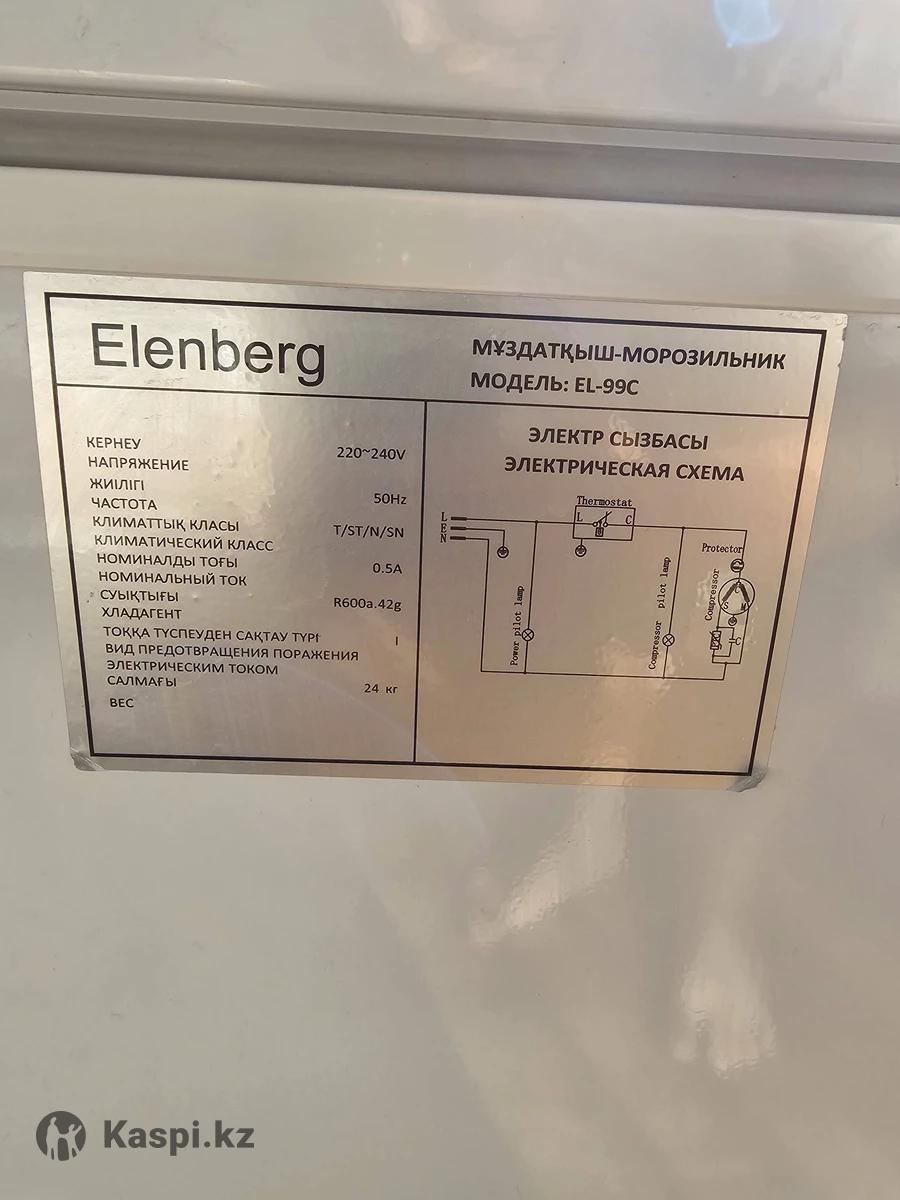 Elenberg
МҰЗДАТҚЫШ-МОРОЗИЛЬНИК
МОДЕЛЬ: EL-99C
КЕРНЕУ
НАПРЯЖЕНИЕ 220~240V
ЖИІЛІГІ
ЧАСТОТА 50Hz
КЛИМАТТЫҚ КЛАСЫ
КЛИМАТИЧЕСКИЙ КЛАСС T/ST/N/SN
НОМИНАЛДЫ ТОҒЫ
НОМИНАЛЬНЫЙ ТОК 0.5A
СУЫҚТЫҒЫ
ХЛАДАГЕНТ R600a.42g
ТОҚҚА ТҮСПЕУДЕН САҚТАУ ТҮРІ I
ВИД ПРЕДОТВРАЩЕНИЯ ПОРАЖЕНИЯ
ЭЛЕКТРИЧЕСКИМ ТОКОМ
САЛМАҒЫ 24 кг
ВЕС
ЭЛЕКТР СЫЗБАСЫ
ЭЛЕКТРИЧЕСКАЯ СХЕМА
Thermostat
L C
L
E
N
Protector
Power pilot lamp
Compressor pilot lamp
Compressor
C
S M
C
Kaspi.kz